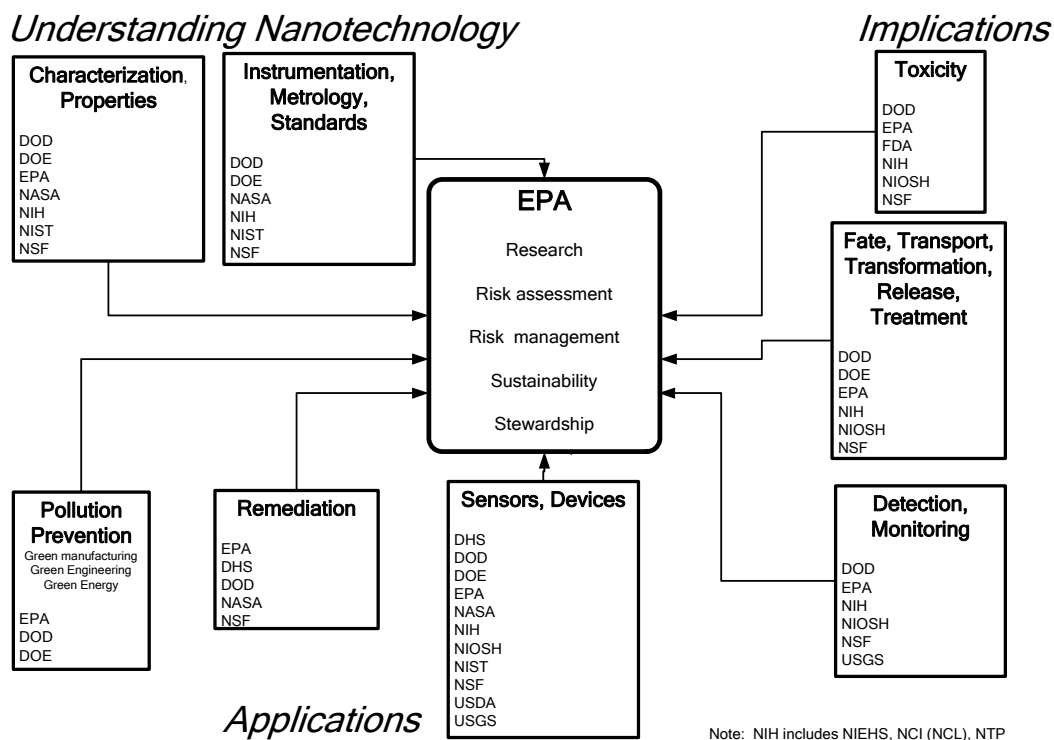 Understanding Nanotechnology
Implications
Characterization,
Properties
DOD
DOE
EPA
NASA
NIH
NIST
NSF
Instrumentation,
Metrology,
Standards
DOD
DOE
NASA
NIH
NIST
NSF
Toxicity
DOD
EPA
FDA
NIH
NIOSH
NSF
EPA
Research
Risk assessment
Risk management
Sustainability
Stewardship
Fate, Transport,
Transformation,
Release,
Treatment
DOD
DOE
EPA
NIH
NIOSH
NSF
Pollution
Prevention
Green manufacturing
Green Engineering
Green Energy
EPA
DOD
DOE
Remediation
EPA
DHS
DOD
NASA
NSF
Sensors, Devices
DHS
DOD
DOE
EPA
NASA
NIH
NIOSH
NIST
NSF
USDA
USGS
Detection,
Monitoring
DOD
EPA
NIH
NIOSH
NSF
USGS
Applications
Note: NIH includes NIEHS, NCI (NCL), NTP